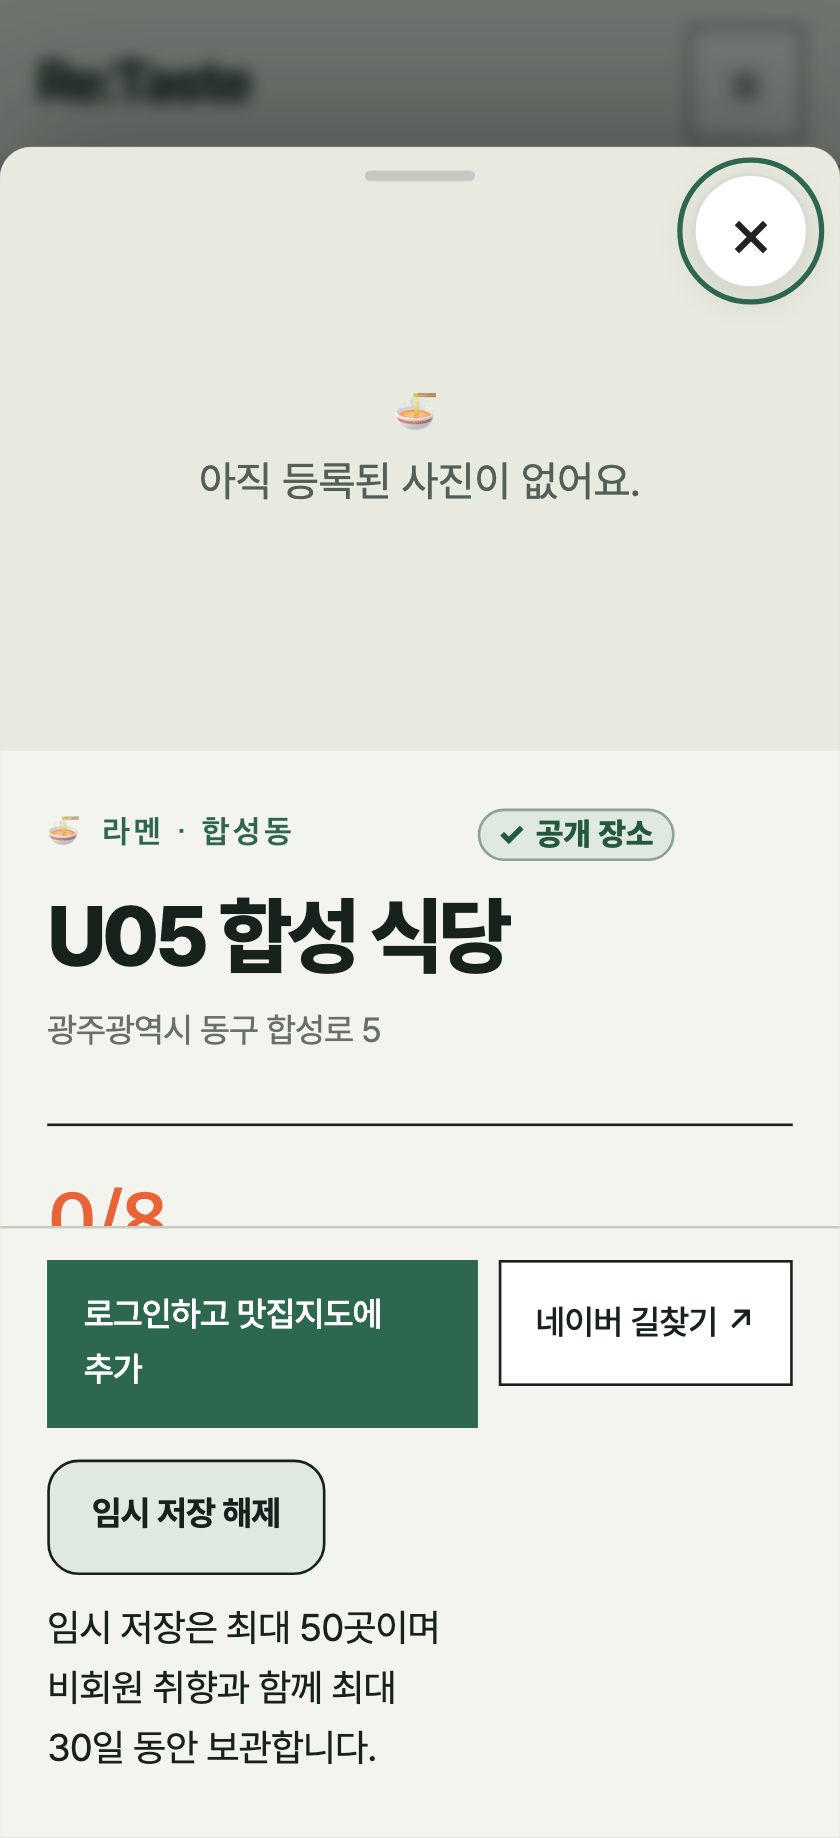 Re:Taste
아직 등록된 사진이 없어요.
라멘 · 합성동
✓ 공개 장소
U05 합성 식당
광주광역시 동구 합성로 5
0/8
로그인하고 맛집지도에
추가
네이버 길찾기 ↗
임시 저장 해제
임시 저장은 최대 50곳이며
비회원 취향과 함께 최대
30일 동안 보관합니다.